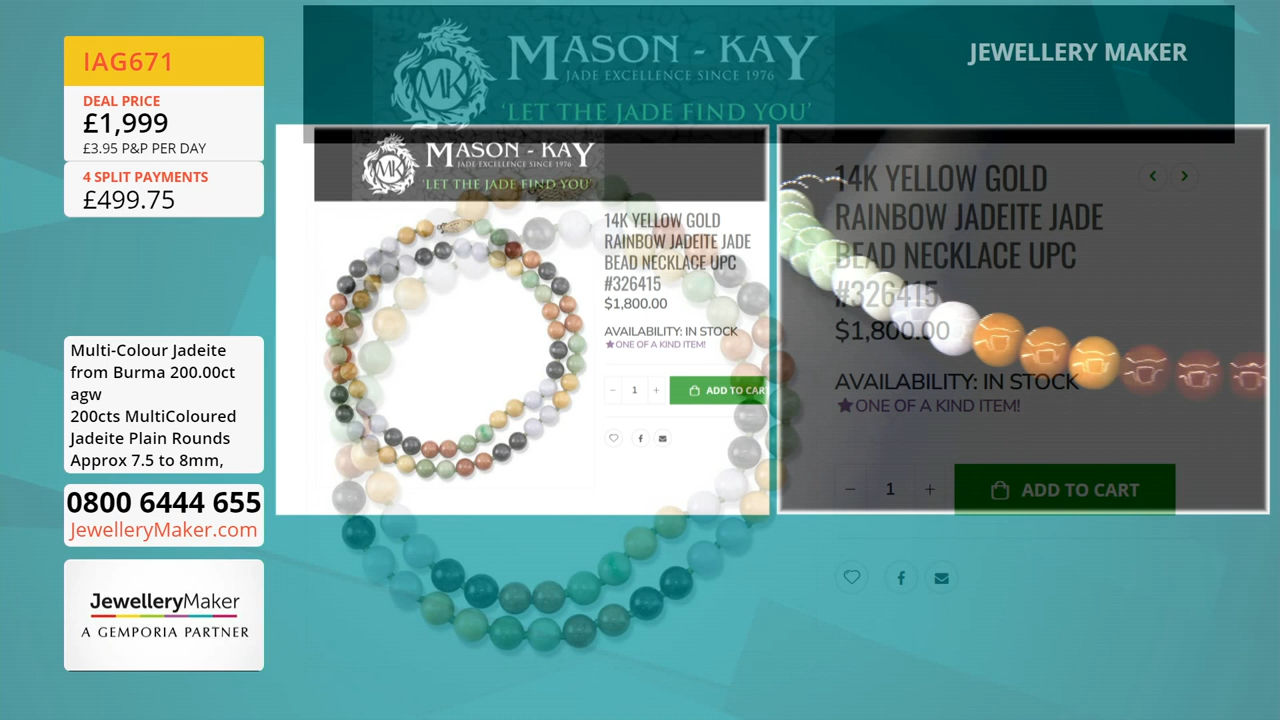 IAG671
DEAL PRICE
£1,999
£3.95 P&P PER DAY
4 SPLIT PAYMENTS
£499.75
Multi-Colour Jadeite
from Burma 200.00ct
agw
200cts MultiColoured
Jadeite Plain Rounds
Approx 7.5 to 8mm,
0800 6444 655
JewelleryMaker.com
JewelleryMaker
A GEMPORIA PARTNER
MK
MASON - KAY
JADE EXCELLENCE SINCE 1976
'LET THE JADE FIND YOU'
JEWELLERY MAKER
MK
MASON - KAY
JADE EXCELLENCE SINCE 1976
'LET THE JADE FIND YOU'
14K YELLOW GOLD
RAINBOW JADEITE JADE
BEAD NECKLACE UPC
#326415
$1,800.00
AVAILABILITY: IN STOCK
★ONE OF A KIND ITEM!
− 1 +
ADD TO CART
14K YELLOW GOLD
RAINBOW JADEITE JADE
BEAD NECKLACE UPC
#326415
$1,800.00
AVAILABILITY: IN STOCK
★ONE OF A KIND ITEM!
− 1 +
ADD TO CART